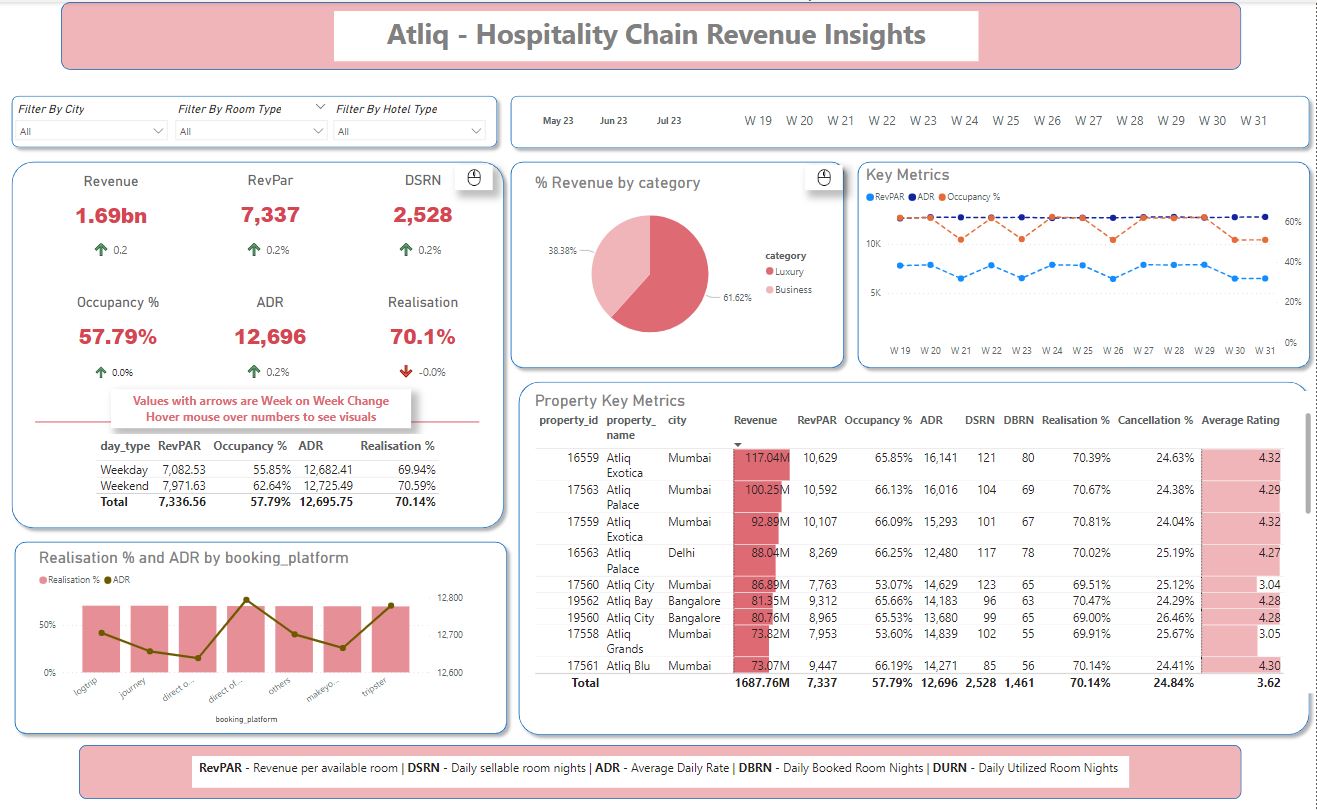 Atliq - Hospitality Chain Revenue Insights
Filter By City Filter By Room Type Filter By Hotel Type
All All All
May 23 Jun 23 Jul 23 W 19 W 20 W 21 W 22 W 23 W 24 W 25 W 26 W 27 W 28 W 29 W 30 W 31
Revenue RevPar DSRN
1.69bn 7,337 2,528
0.2 0.2% 0.2%
Occupancy % ADR Realisation
57.79% 12,696 70.1%
0.0% 0.2% -0.0%
Values with arrows are Week on Week Change
Hover mouse over numbers to see visuals
day_type RevPAR Occupancy % ADR Realisation %
Weekday 7,082.53 55.85% 12,682.41 69.94%
Weekend 7,971.63 62.64% 12,725.49 70.59%
Total 7,336.56 57.79% 12,695.75 70.14%
% Revenue by category
38.38%
61.62%
category
Luxury
Business
Key Metrics
RevPAR ADR Occupancy %
60%
10K
40%
5K
20%
0%
W 19 W 20 W 21 W 22 W 23 W 24 W 25 W 26 W 27 W 28 W 29 W 30 W 31
Realisation % and ADR by booking_platform
Realisation % ADR
12,800
50%
12,700
0% 12,600
logtrip journey direct o... direct of... others makeyo... tripster
booking_platform
Property Key Metrics
property_id property_ city Revenue RevPAR Occupancy % ADR DSRN DBRN Realisation % Cancellation % Average Rating
name
16559 Atliq Mumbai 117.04M 10,629 65.85% 16,141 121 80 70.39% 24.63% 4.32
Exotica
17563 Atliq Mumbai 100.25M 10,592 66.13% 16,016 104 69 70.67% 24.38% 4.29
Palace
17559 Atliq Mumbai 92.89M 10,107 66.09% 15,293 101 67 70.81% 24.04% 4.32
Exotica
16563 Atliq Delhi 88.04M 8,269 66.25% 12,480 117 78 70.02% 25.19% 4.27
Palace
17560 Atliq City Mumbai 86.89M 7,763 53.07% 14,629 123 65 69.51% 25.12% 3.04
19562 Atliq Bay Bangalore 81.35M 9,312 65.66% 14,183 96 63 70.47% 24.29% 4.28
19560 Atliq City Bangalore 80.76M 8,965 65.53% 13,680 99 65 69.00% 26.46% 4.28
17558 Atliq Mumbai 73.82M 7,953 53.60% 14,839 102 55 69.91% 25.67% 3.05
Grands
17561 Atliq Blu Mumbai 73.07M 9,447 66.19% 14,271 85 56 70.14% 24.41% 4.30
Total 1687.76M 7,337 57.79% 12,696 2,528 1,461 70.14% 24.84% 3.62
RevPAR - Revenue per available room | DSRN - Daily sellable room nights | ADR - Average Daily Rate | DBRN - Daily Booked Room Nights | DURN - Daily Utilized Room Nights